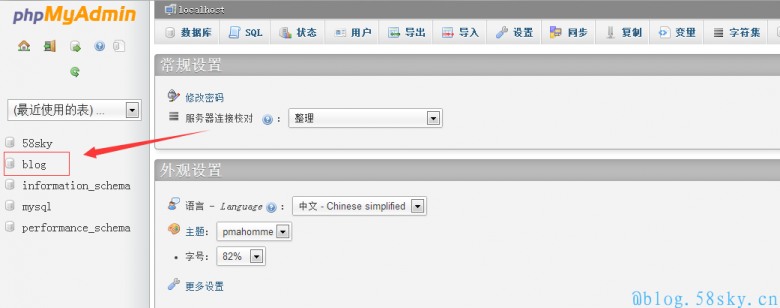 phpMyAdmin
(最近使用的表) ...
58sky
blog
information_schema
mysql
performance_schema
localhost
数据库 SQL 状态 用户 导出 导入 设置 同步 复制 变量 字符集
常规设置
修改密码
服务器连接校对 : 整理
外观设置
语言 - Language : 中文 - Chinese simplified
主题: pmahomme
字号: 82%
更多设置
@blog.58sky.cn